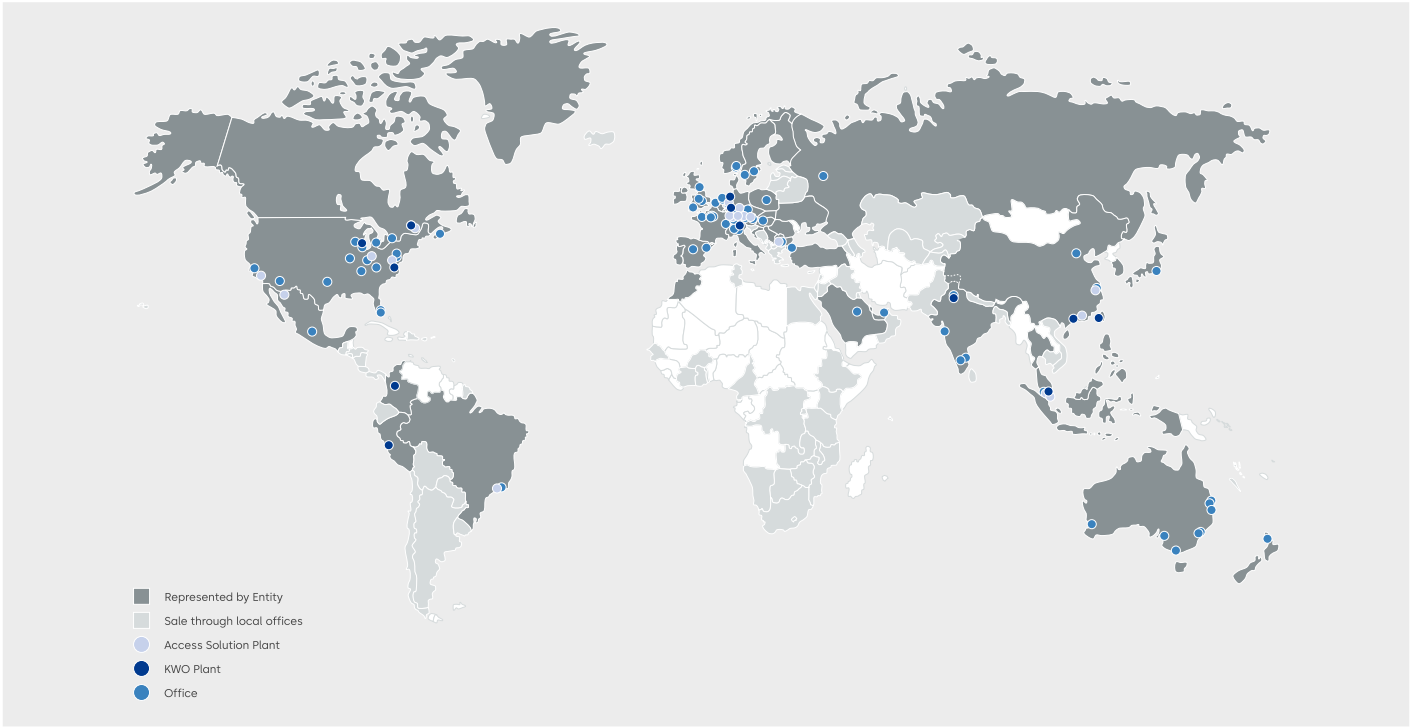 Represented by Entity
Sale through local offices
Access Solution Plant
KWO Plant
Office